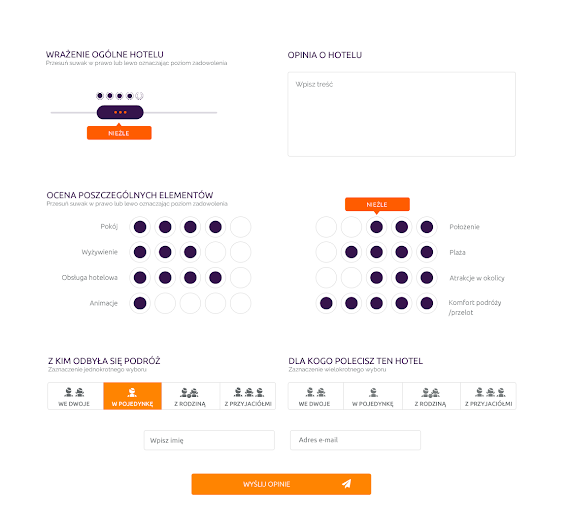 WRAŻENIE OGÓLNE HOTELU
Przesuń suwak w prawo lub lewo oznaczając poziom zadowolenia
NIEŹLE
OPINIA O HOTELU
Wpisz treść
OCENA POSZCZEGÓLNYCH ELEMENTÓW
Przesuń suwak w prawo lub lewo oznaczając poziom zadowolenia
Pokój
Wyżywienie
Obsługa hotelowa
Animacje
NIEŹLE
Położenie
Plaża
Atrakcje w okolicy
Komfort podróży
/przelot
Z KIM ODBYŁA SIĘ PODRÓŻ
Zaznaczenie jednokrotnego wyboru
WE DWOJE
W POJEDYNKĘ
Z RODZINĄ
Z PRZYJACIÓŁMI
DLA KOGO POLECISZ TEN HOTEL
Zaznaczenie wielokrotnego wyboru
WE DWOJE
W POJEDYNKĘ
Z RODZINĄ
Z PRZYJACIÓŁMI
Wpisz imię
Adres e-mail
WYŚLIJ OPINIE